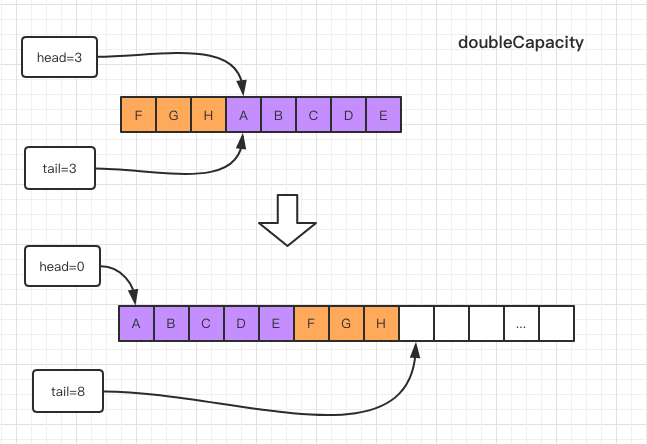 doubleCapacity
head=3
F G H A B C D E
tail=3
head=0
A B C D E F G H ...
tail=8